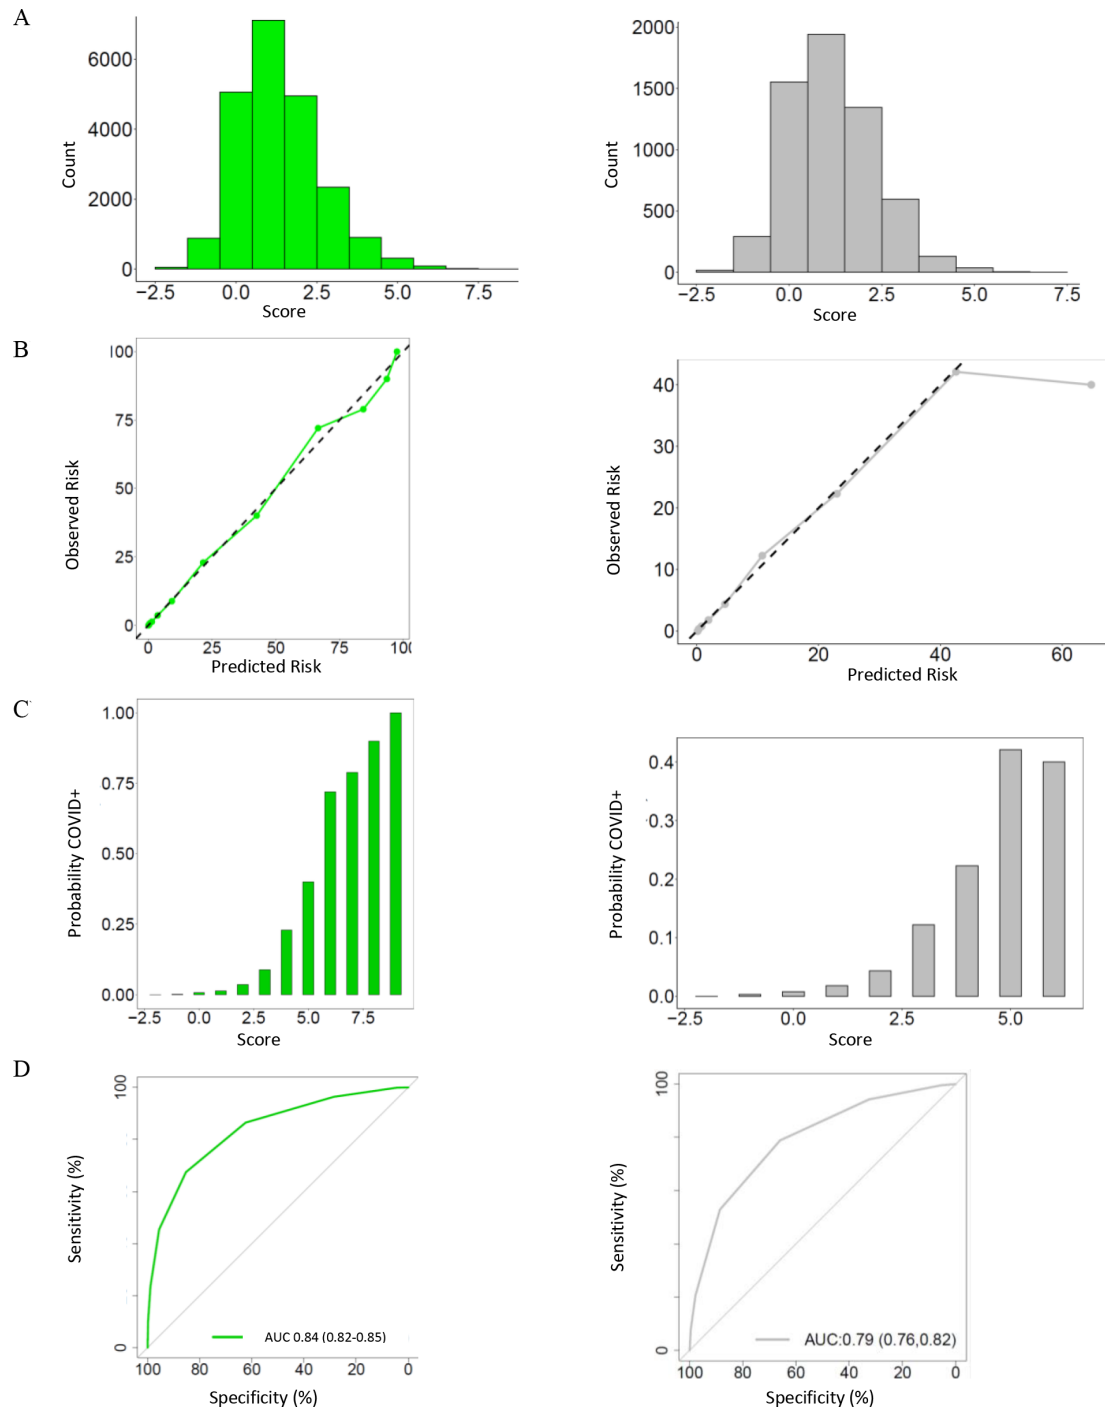 A
6000
4000
2000
0
Count
−2.5 0.0 2.5 5.0 7.5
Score
2000
1500
1000
500
0
Count
−2.5 0.0 2.5 5.0 7.5
Score
B
100
75
50
25
0
Observed Risk
0 25 50 75 100
Predicted Risk
40
30
20
10
0
Observed Risk
0 20 40 60
Predicted Risk
C
1.00
0.75
0.50
0.25
0.00
Probability COVID+
−2.5 0.0 2.5 5.0 7.5
Score
0.4
0.3
0.2
0.1
0.0
Probability COVID+
−2.5 0.0 2.5 5.0
Score
D
100
0
Sensitivity (%)
AUC 0.84 (0.82-0.85)
100 80 60 40 20 0
Specificity (%)
100
0
Sensitivity (%)
AUC:0.79 (0.76,0.82)
100 80 60 40 20 0
Specificity (%)